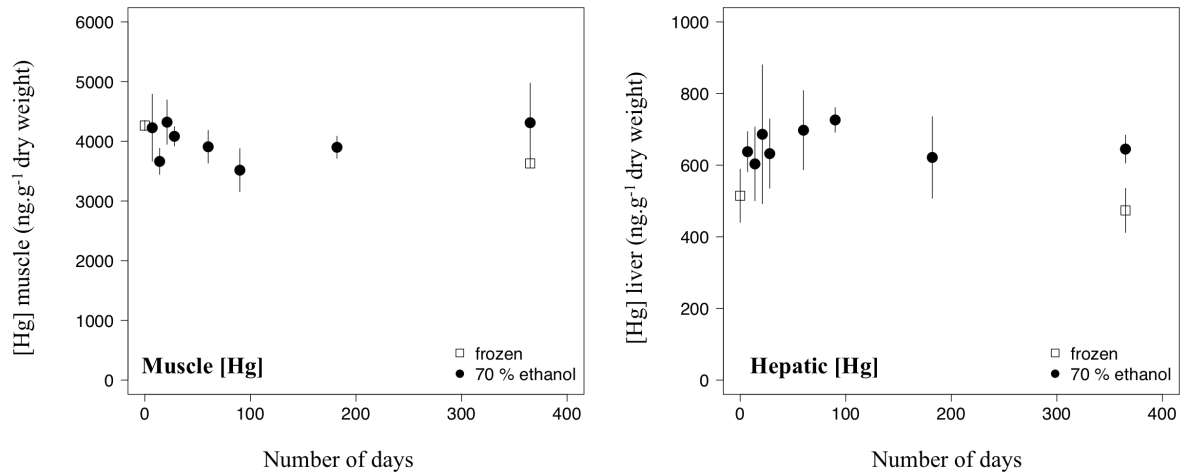 6000
5000
4000
3000
2000
1000
0
[Hg] muscle (ng.g-1 dry weight)
Muscle [Hg]
frozen
70 % ethanol
0 100 200 300 400
Number of days
1000
800
600
400
200
0
[Hg] liver (ng.g-1 dry weight)
Hepatic [Hg]
frozen
70 % ethanol
0 100 200 300 400
Number of days